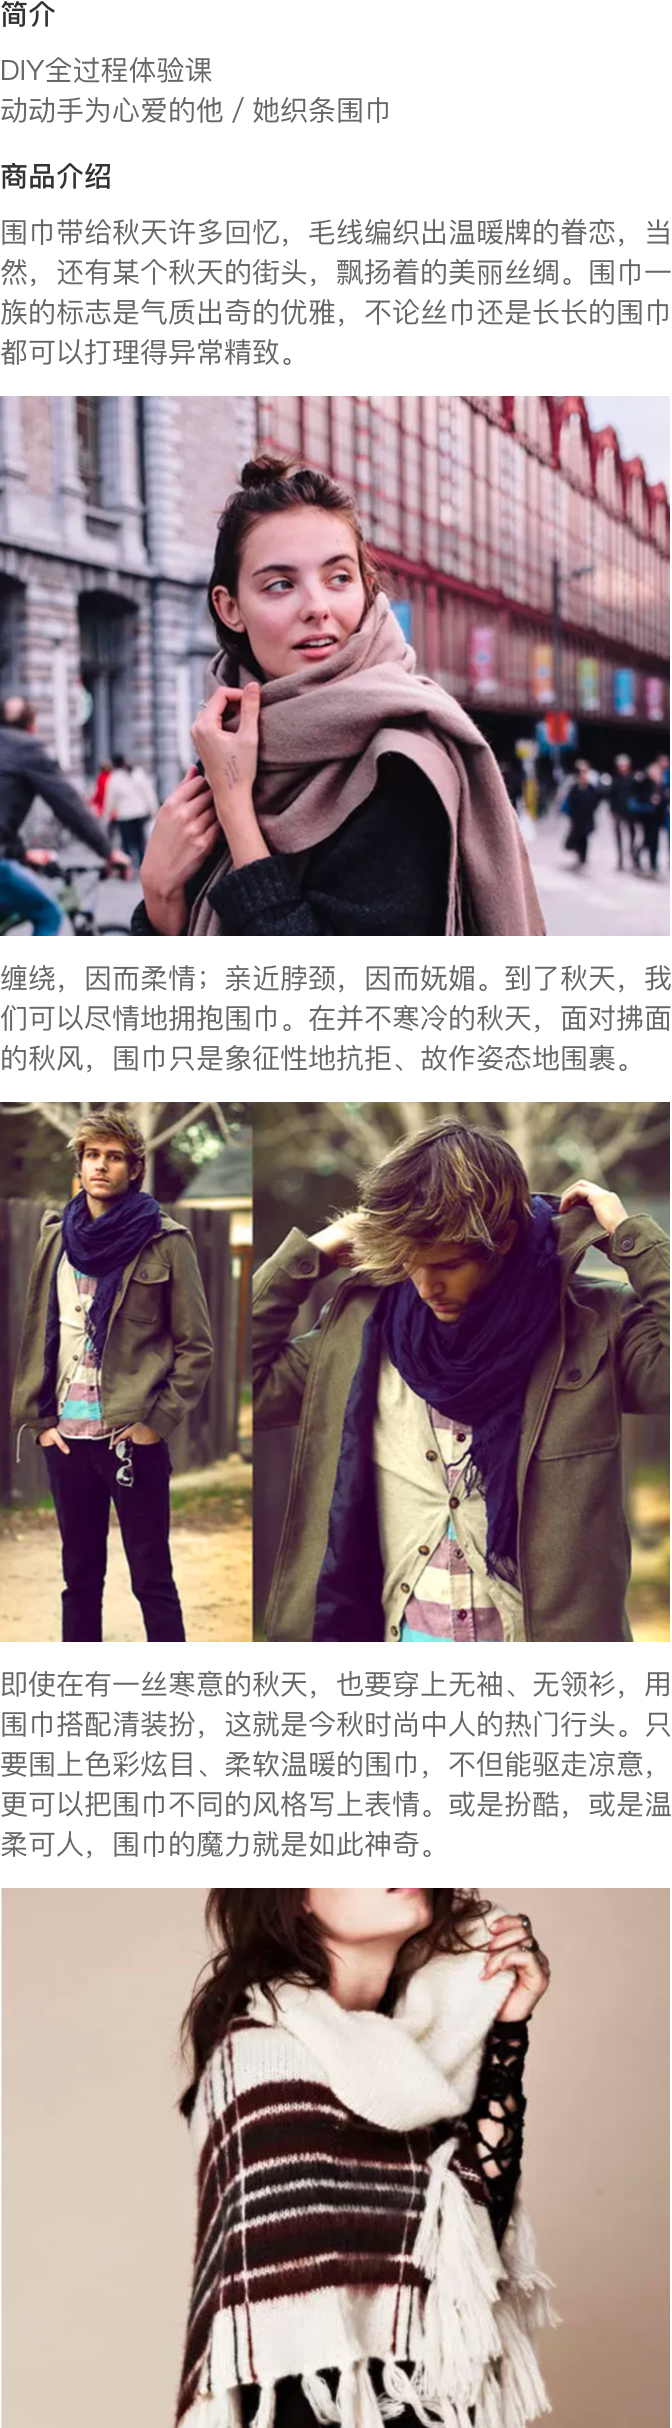 简介
DIY全过程体验课
动动手为心爱的他 / 她织条围巾
商品介绍
围巾带给秋天许多回忆，毛线编织出温暖牌的眷恋，当
然，还有某个秋天的街头，飘扬着的美丽丝绸。围巾一
族的标志是气质出奇的优雅，不论丝巾还是长长的围巾
都可以打理得异常精致。
缠绕，因而柔情；亲近脖颈，因而妩媚。到了秋天，我
们可以尽情地拥抱围巾。在并不寒冷的秋天，面对拂面
的秋风，围巾只是象征性地抗拒、故作姿态地围裹。
即使在有一丝寒意的秋天，也要穿上无袖、无领衫，用
围巾搭配清装扮，这就是今秋时尚中人的热门行头。只
要围上色彩炫目、柔软温暖的围巾，不但能驱走凉意，
更可以把围巾不同的风格写上表情。或是扮酷，或是温
柔可人，围巾的魔力就是如此神奇。